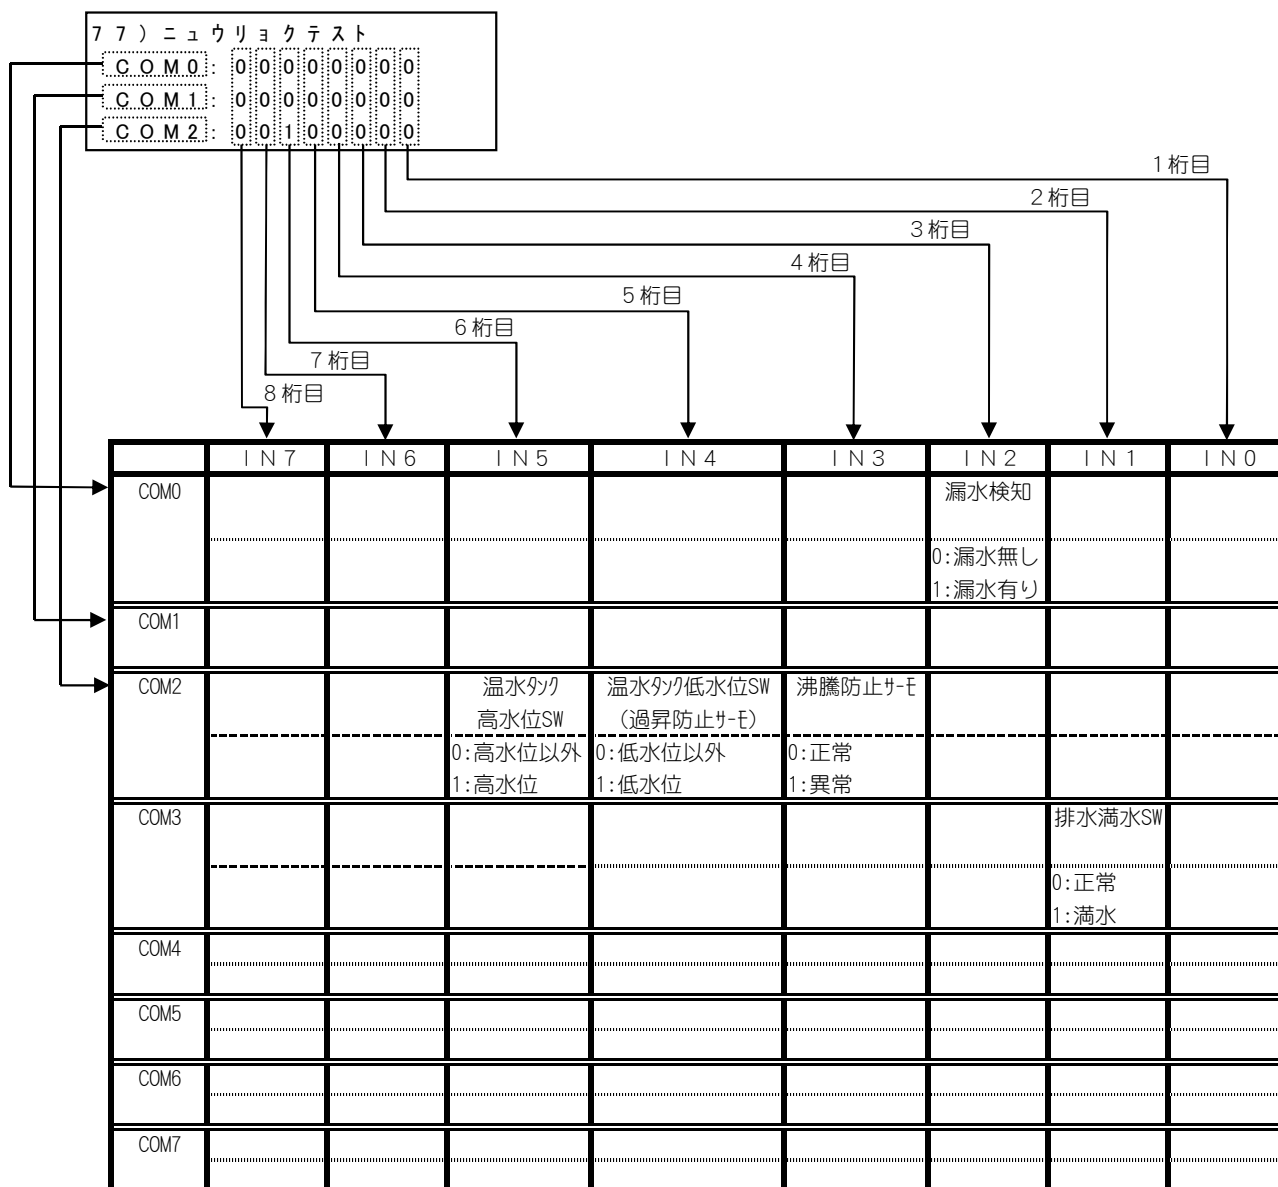 ７７）ニュウリョクテスト
ＣＯＭ０：００００００００
ＣＯＭ１：００００００００
ＣＯＭ２：００１０００００
１桁目
２桁目
３桁目
４桁目
５桁目
６桁目
７桁目
８桁目
ＩＮ７ ＩＮ６ ＩＮ５ ＩＮ４ ＩＮ３ ＩＮ２ ＩＮ１ ＩＮ０
COM0 漏水検知
0:漏水無し
1:漏水有り
COM1
COM2 温水ﾀﾝｸ 温水ﾀﾝｸ低水位SW 沸騰防止ｻｰﾓ
高水位SW （過昇防止ｻｰﾓ）
0:高水位以外 0:低水位以外 0:正常
1:高水位 1:低水位 1:異常
COM3 排水満水SW
0:正常
1:満水
COM4
COM5
COM6
COM7